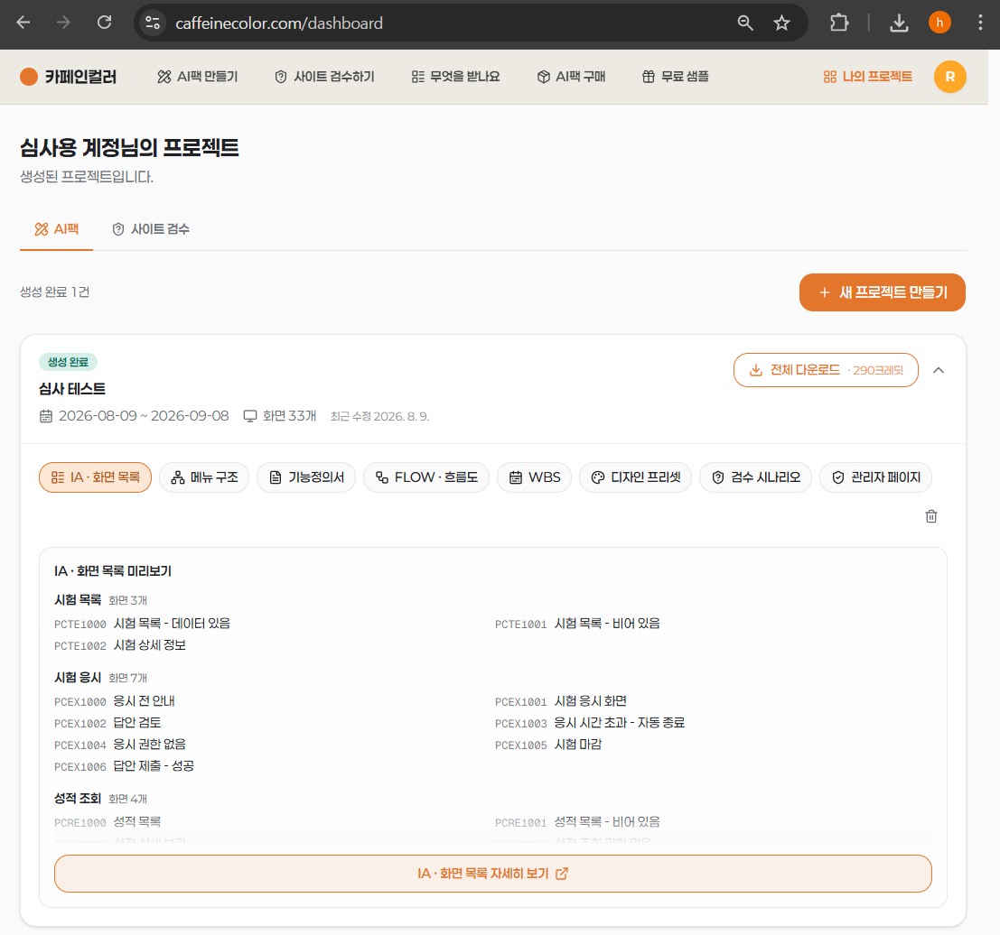 caffeinecolor.com/dashboard
h
카페인컬러 AI팩 만들기 사이트 검수하기 무엇을 받나요 AI팩 구매 무료 샘플 나의 프로젝트 R
심사용 계정님의 프로젝트
생성된 프로젝트입니다.
AI팩 사이트 검수
생성 완료 1건
+ 새 프로젝트 만들기
생성 완료
전체 다운로드 · 290크레딧
심사 테스트
2026-08-09 ~ 2026-09-08 화면 33개 최근 수정 2026. 8. 9.
IA · 화면 목록 메뉴 구조 기능정의서 FLOW · 흐름도 WBS 디자인 프리셋 검수 시나리오 관리자 페이지
IA · 화면 목록 미리보기
시험 목록 화면 3개
PCTE1000 시험 목록 - 데이터 있음 PCTE1001 시험 목록 - 비어 있음
PCTE1002 시험 상세 정보
시험 응시 화면 7개
PCEX1000 응시 전 안내 PCEX1001 시험 응시 화면
PCEX1002 답안 검토 PCEX1003 응시 시간 초과 - 자동 종료
PCEX1004 응시 권한 없음 PCEX1005 시험 마감
PCEX1006 답안 제출 - 성공
성적 조회 화면 4개
PCRE1000 성적 목록 PCRE1001 성적 목록 - 비어 있음
IA · 화면 목록 자세히 보기